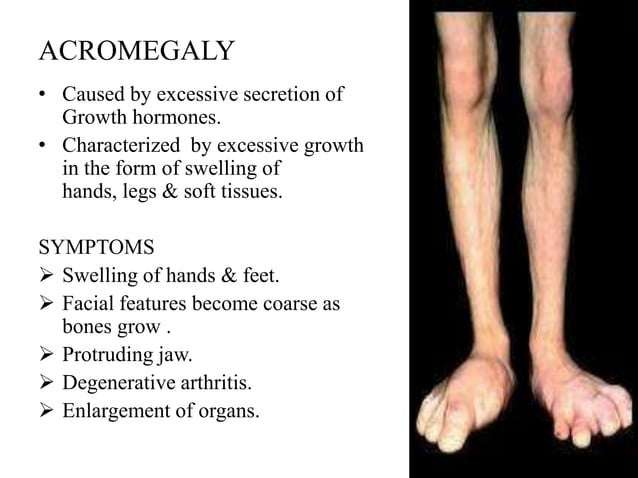 ACROMEGALY
• Caused by excessive secretion of
Growth hormones.
• Characterized by excessive growth
in the form of swelling of
hands, legs & soft tissues.
SYMPTOMS
➢ Swelling of hands & feet.
➢ Facial features become coarse as
bones grow .
➢ Protruding jaw.
➢ Degenerative arthritis.
➢ Enlargement of organs.